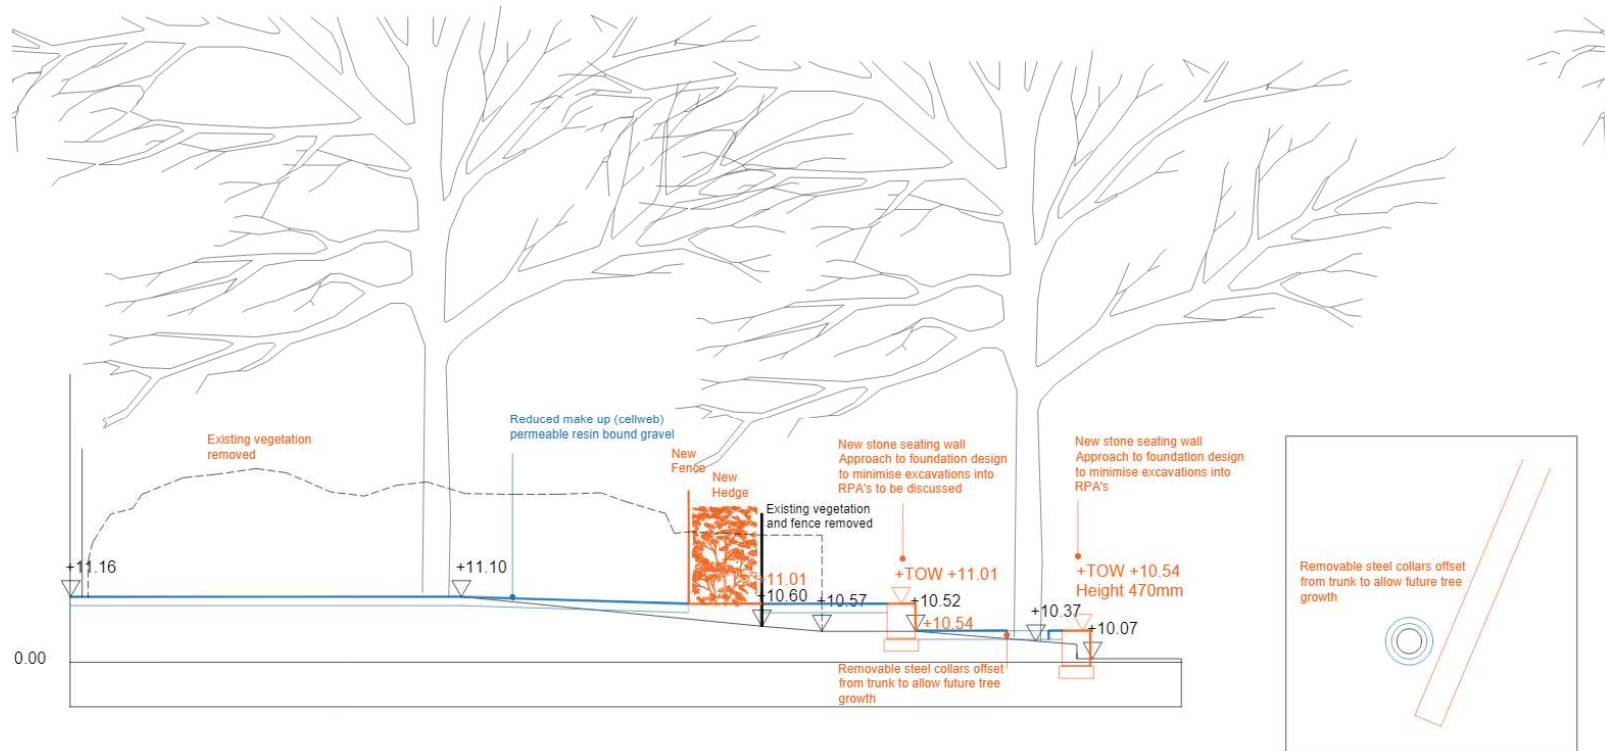 Reduced make up (cellweb)
permeable resin bound gravel
Existing vegetation
removed
New
Fence
New
Hedge
New stone seating wall
Approach to foundation design
to minimise excavations into
RPA's to be discussed
New stone seating wall
Approach to foundation design
to minimise excavations into
RPA's
Existing vegetation
and fence removed
+11.16
+11.10
+11.01
+10.60
+10.57
+TOW +11.01
+10.52
+10.54
+10.37
+TOW +10.54
Height 470mm
+10.07
0.00
Removable steel collars offset
from trunk to allow future tree
growth
Removable steel collars offset
from trunk to allow future tree
growth